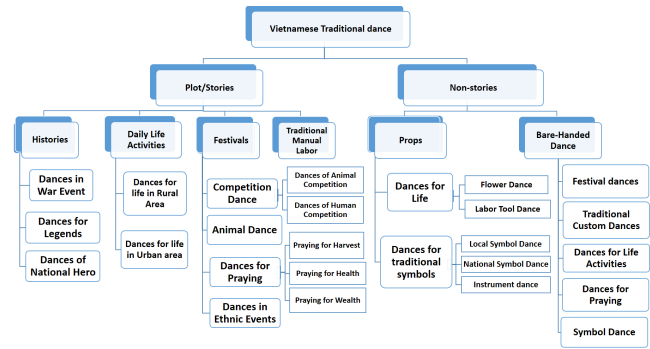 Vietnamese Traditional dance
Plot/Stories
Non-stories
Histories
Daily Life
Activities
Festivals
Traditional
Manual
Labor
Props
Bare-Handed
Dance
Dances in
War Event
Dances for
Legends
Dances of
National Hero
Dances for
life in Rural
Area
Dances for life
in Urban area
Competition
Dance
Dances of Animal
Competition
Dances of Human
Competition
Animal Dance
Dances for
Praying
Praying for Harvest
Praying for Health
Praying for Wealth
Dances in
Ethnic Events
Dances for
Life
Flower Dance
Labor Tool Dance
Dances for
traditional
symbols
Local Symbol Dance
National Symbol Dance
Instrument dance
Festival dances
Traditional
Custom Dances
Dances for Life
Activities
Dances for
Praying
Symbol Dance